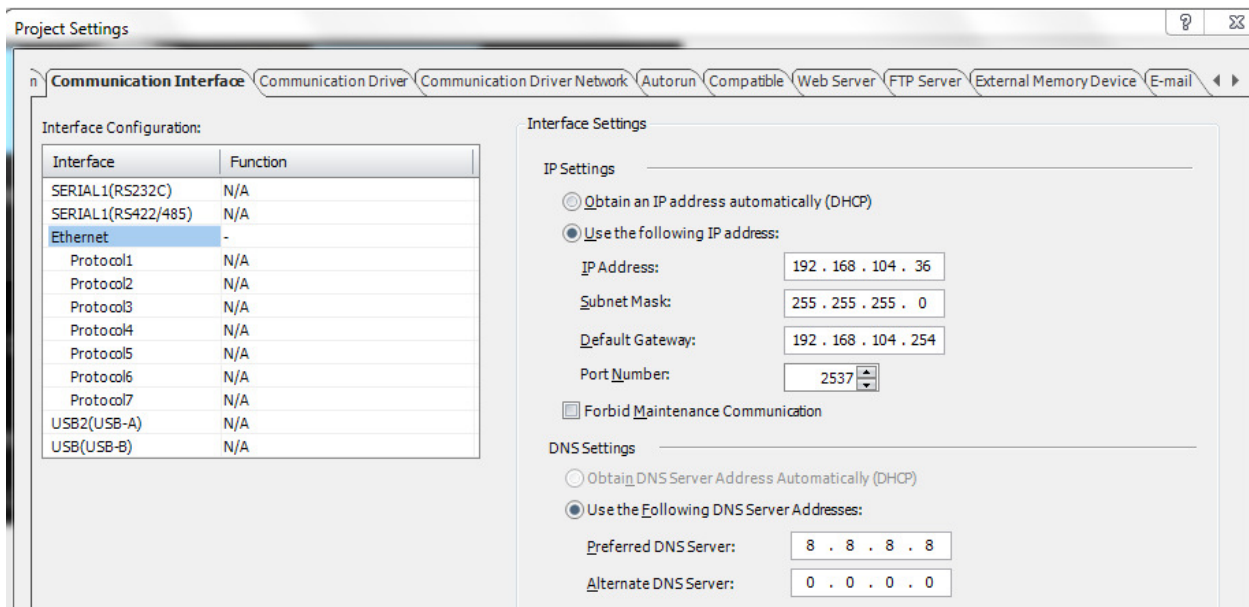 Project Settings
n Communication Interface Communication Driver Communication Driver Network Autorun Compatible Web Server FTP Server External Memory Device E-mail
Interface Configuration:
Interface Function
SERIAL1(RS232C) N/A
SERIAL1(RS422/485) N/A
Ethernet -
Protocol1 N/A
Protocol2 N/A
Protocol3 N/A
Protocol4 N/A
Protocol5 N/A
Protocol6 N/A
Protocol7 N/A
USB2(USB-A) N/A
USB(USB-B) N/A
Interface Settings
IP Settings
Obtain an IP address automatically (DHCP)
Use the following IP address:
IP Address: 192 . 168 . 104 . 36
Subnet Mask: 255 . 255 . 255 . 0
Default Gateway: 192 . 168 . 104 . 254
Port Number: 2537
Forbid Maintenance Communication
DNS Settings
Obtain DNS Server Address Automatically (DHCP)
Use the Following DNS Server Addresses:
Preferred DNS Server: 8 . 8 . 8 . 8
Alternate DNS Server: 0 . 0 . 0 . 0